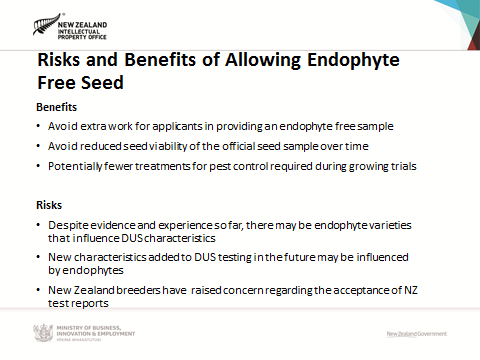 NEW ZEALAND
INTELLECTUAL
PROPERTY OFFICE
Risks and Benefits of Allowing Endophyte
Free Seed
Benefits
• Avoid extra work for applicants in providing an endophyte free sample
• Avoid reduced seed viability of the official seed sample over time
• Potentially fewer treatments for pest control required during growing trials
Risks
• Despite evidence and experience so far, there may be endophyte varieties
that influence DUS characteristics
• New characteristics added to DUS testing in the future may be influenced
by endophytes
• New Zealand breeders have raised concern regarding the acceptance of NZ
test reports
MINISTRY OF BUSINESS,
INNOVATION & EMPLOYMENT
HĪKINA WHAKATUTUKI
New Zealand Government